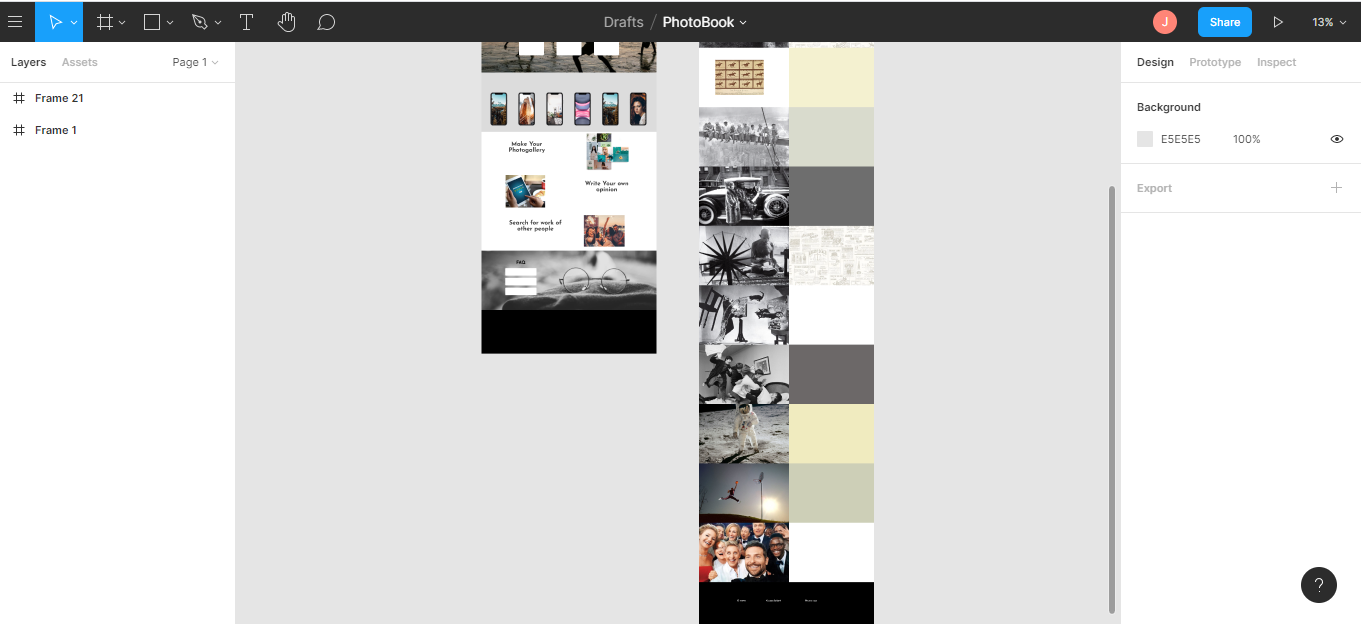 Drafts / PhotoBook
J
Share
13%
Layers
Assets
Page 1
Frame 21
Frame 1
Make Your
Photogallery
Write Your own
opinion
Search for work of
other people
FAQ
Design
Prototype
Inspect
Background
E5E5E5
100%
Export
?